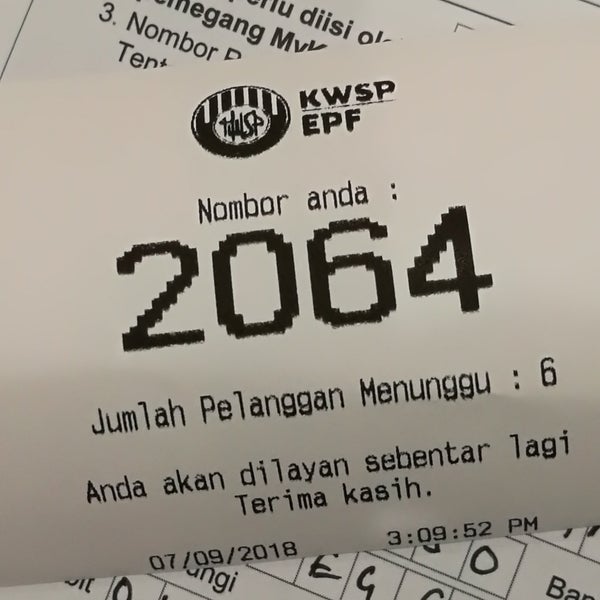 3. Nombor
KWSP
EPF
KWSP
Nombor anda :
2064
Jumlah Pelanggan Menunggu : 6
Anda akan dilayan sebentar lagi
Terima kasih.
07/09/2018 3:09:52 PM